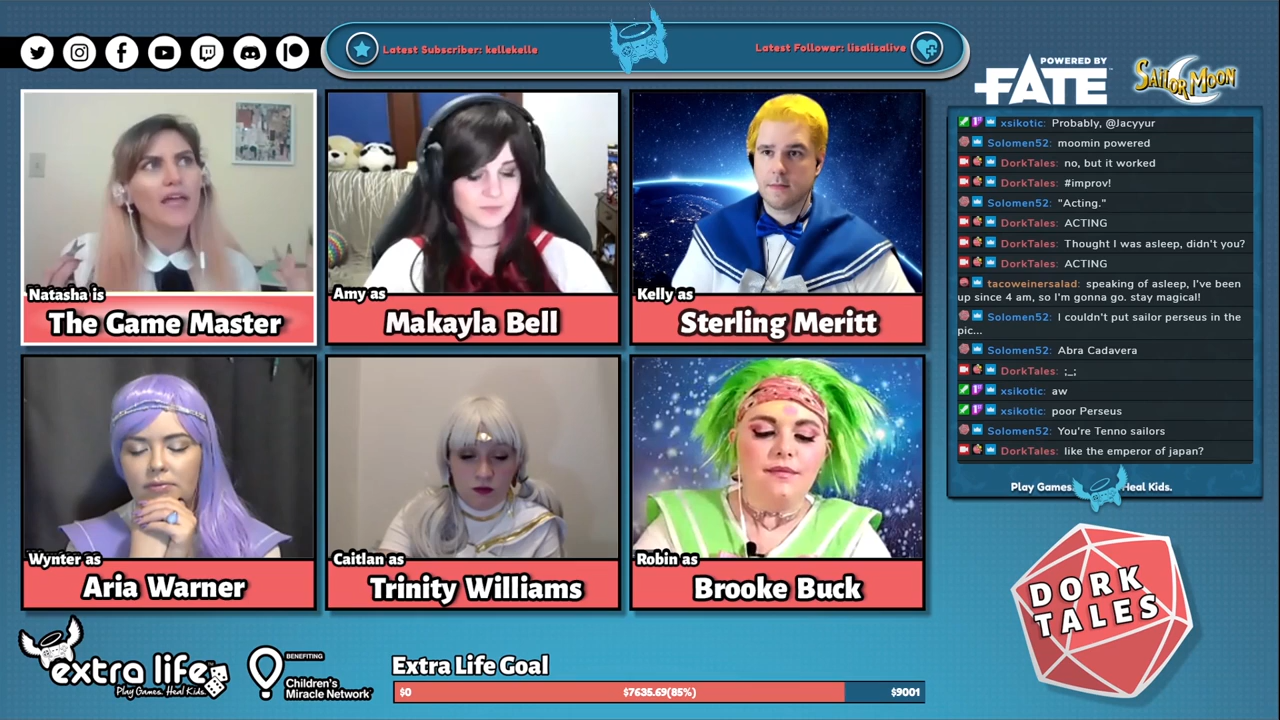 Latest Subscriber: kellekelle
Latest Follower: lisalisalive
POWERED BY
FATE
SAILOR MOON
Natasha is
The Game Master
Amy as
Makayla Bell
Kelly as
Sterling Meritt
Wynter as
Aria Warner
Caitlan as
Trinity Williams
Robin as
Brooke Buck
xsikotic: Probably, @Jacyyur
Solomen52: moomin powered
DorkTales: no, but it worked
DorkTales: #improv!
Solomen52: "Acting."
DorkTales: ACTING
DorkTales: Thought I was asleep, didn't you?
DorkTales: ACTING
tacoweinersalad: speaking of asleep, I've been
up since 4 am, so I'm gonna go. stay magical!
Solomen52: I couldn't put sailor perseus in the
pic...
Solomen52: Abra Cadavera
DorkTales: ;_;
xsikotic: aw
xsikotic: poor Perseus
Solomen52: You're Tenno sailors
DorkTales: like the emperor of japan?
Play Games. Heal Kids.
DORK
TALES
extra life
Play Games. Heal Kids.
BENEFITING
Children's
Miracle Network
Extra Life Goal
$0
$7635.69(85%)
$9001